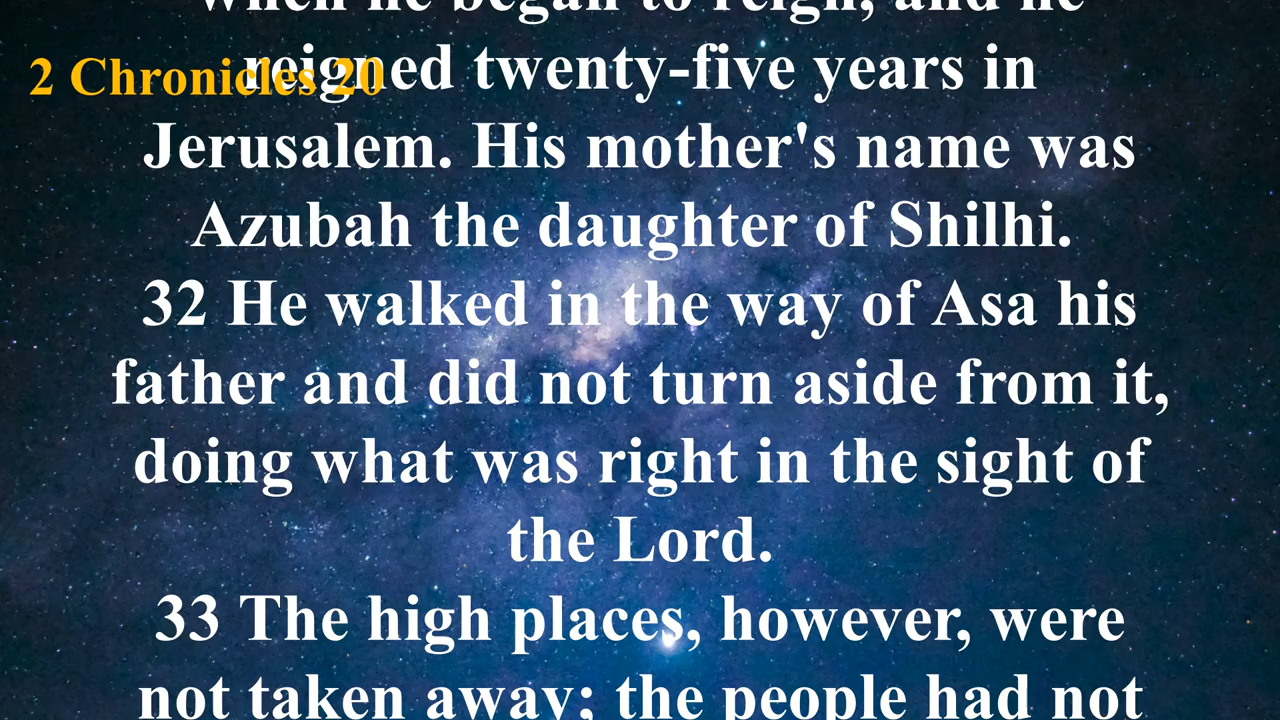 when he began to reign, and he
2 Chronicles 20
reigned twenty-five years in
Jerusalem. His mother's name was
Azubah the daughter of Shilhi.
32 He walked in the way of Asa his
father and did not turn aside from it,
doing what was right in the sight of
the Lord.
33 The high places, however, were
not taken away; the people had not